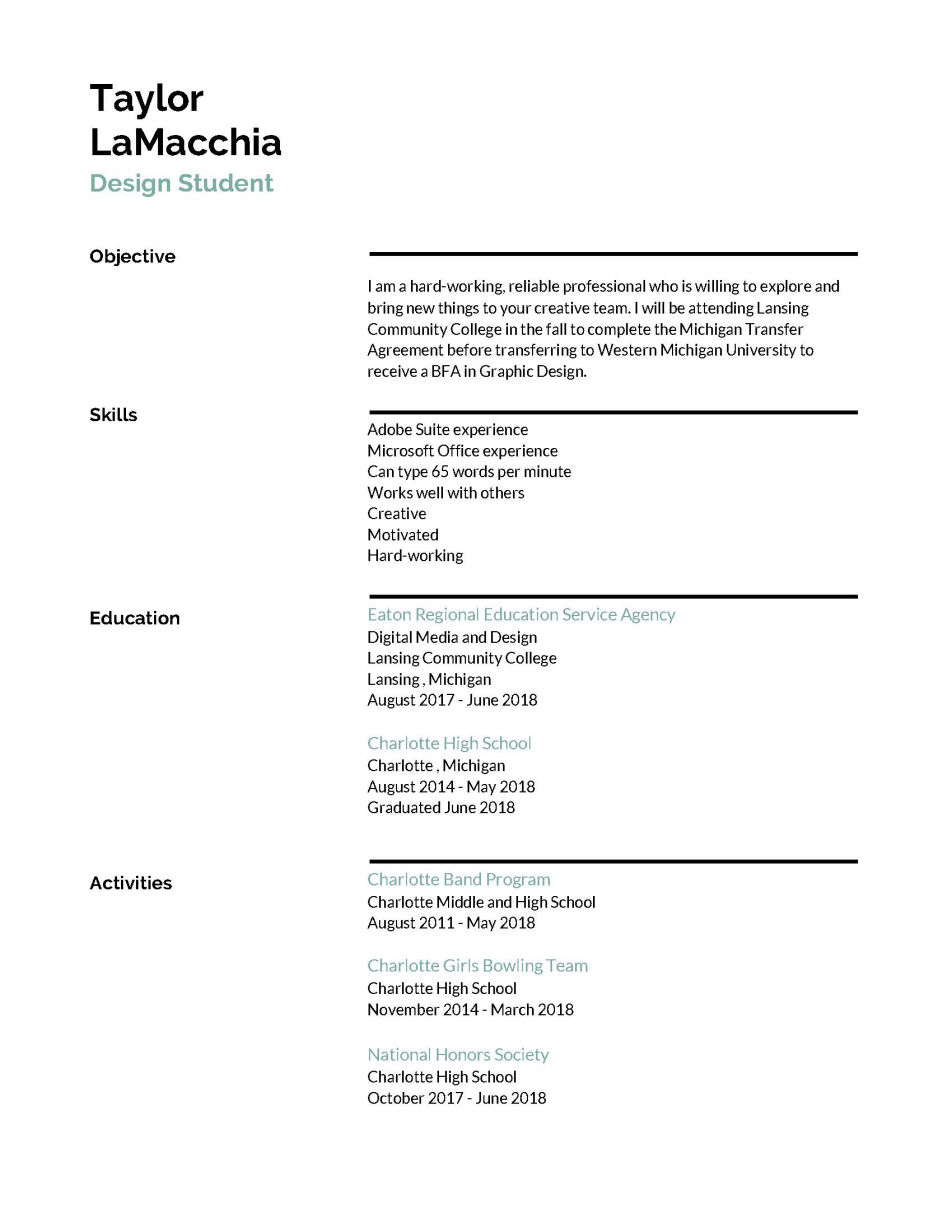 Taylor
LaMacchia
Design Student
Objective
I am a hard-working, reliable professional who is willing to explore and
bring new things to your creative team. I will be attending Lansing
Community College in the fall to complete the Michigan Transfer
Agreement before transferring to Western Michigan University to
receive a BFA in Graphic Design.
Skills
Adobe Suite experience
Microsoft Office experience
Can type 65 words per minute
Works well with others
Creative
Motivated
Hard-working
Education
Eaton Regional Education Service Agency
Digital Media and Design
Lansing Community College
Lansing , Michigan
August 2017 - June 2018
Charlotte High School
Charlotte , Michigan
August 2014 - May 2018
Graduated June 2018
Activities
Charlotte Band Program
Charlotte Middle and High School
August 2011 - May 2018
Charlotte Girls Bowling Team
Charlotte High School
November 2014 - March 2018
National Honors Society
Charlotte High School
October 2017 - June 2018